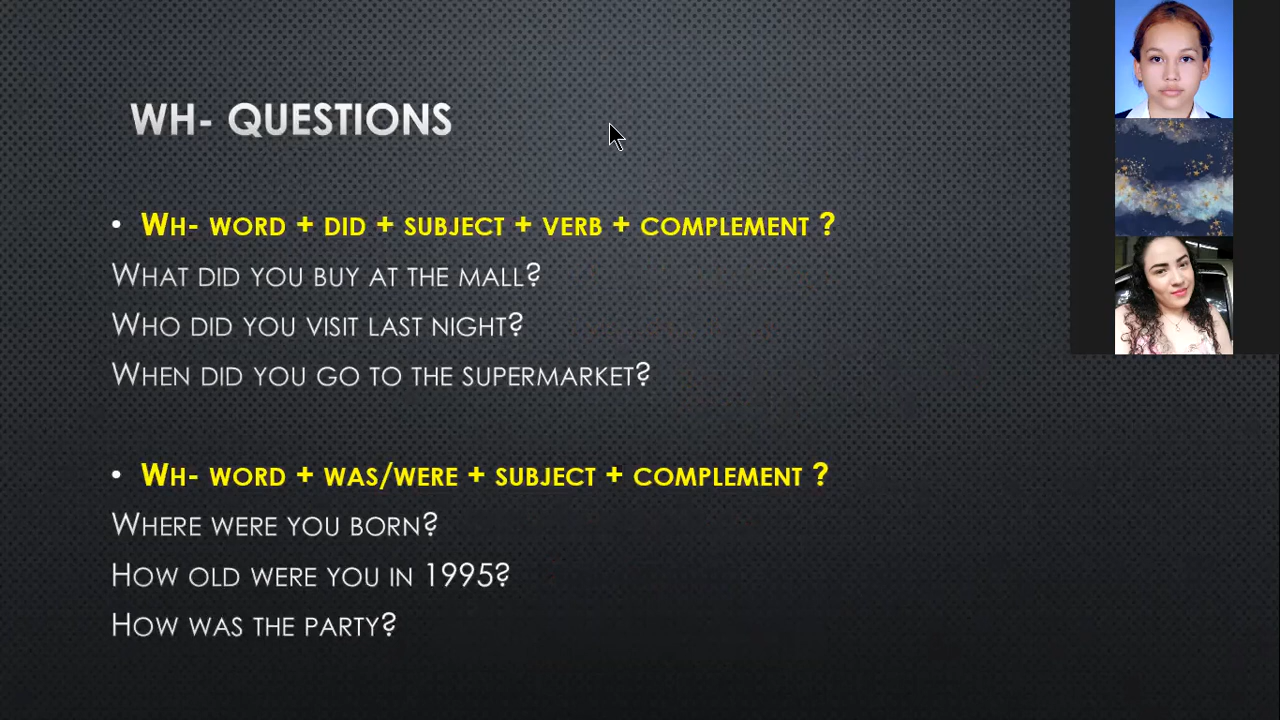 WH- QUESTIONS
• WH- WORD + DID + SUBJECT + VERB + COMPLEMENT ?
WHAT DID YOU BUY AT THE MALL?
WHO DID YOU VISIT LAST NIGHT?
WHEN DID YOU GO TO THE SUPERMARKET?
• WH- WORD + WAS/WERE + SUBJECT + COMPLEMENT ?
WHERE WERE YOU BORN?
HOW OLD WERE YOU IN 1995?
HOW WAS THE PARTY?